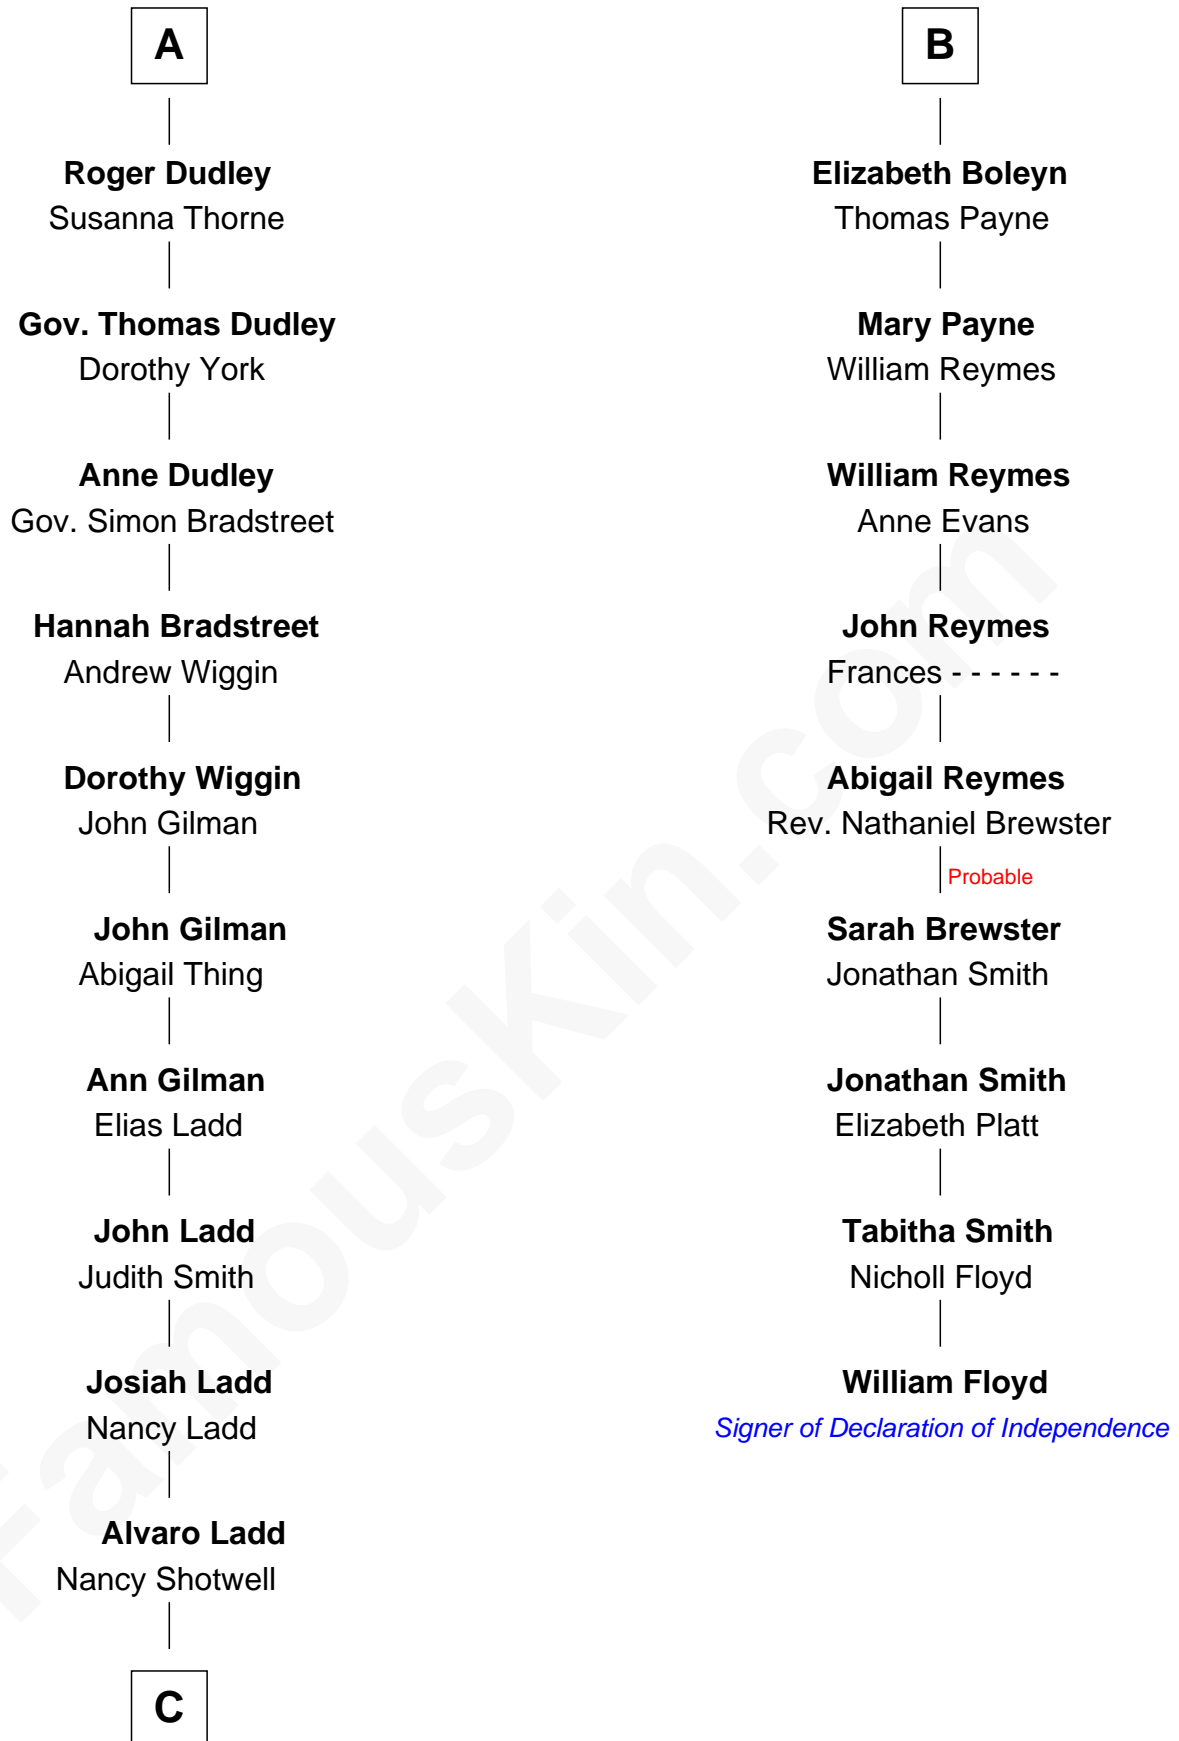 A
Roger Dudley
Susanna Thorne
Gov. Thomas Dudley
Dorothy York
Anne Dudley
Gov. Simon Bradstreet
Hannah Bradstreet
Andrew Wiggin
Dorothy Wiggin
John Gilman
John Gilman
Abigail Thing
Ann Gilman
Elias Ladd
John Ladd
Judith Smith
Josiah Ladd
Nancy Ladd
Alvaro Ladd
Nancy Shotwell
C
B
Elizabeth Boleyn
Thomas Payne
Mary Payne
William Reymes
William Reymes
Anne Evans
John Reymes
Frances - - - - - -
Abigail Reymes
Rev. Nathaniel Brewster
Probable
Sarah Brewster
Jonathan Smith
Jonathan Smith
Elizabeth Platt
Tabitha Smith
Nicholl Floyd
William Floyd
Signer of Declaration of Independence
FamousKin.com